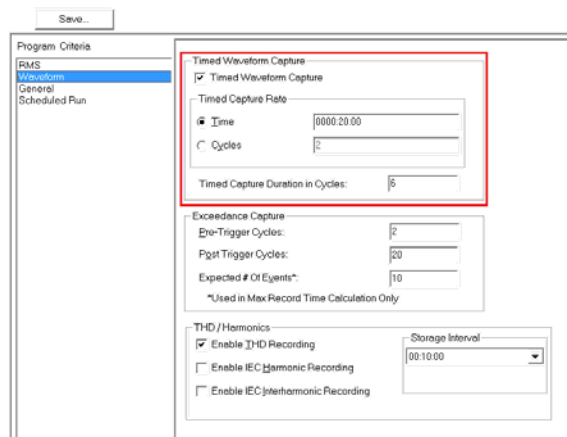 Save...
Program Criteria
RMS
Waveform
General
Scheduled Run
Timed Waveform Capture
Timed Waveform Capture
Timed Capture Rate
Time 0000:20:00
Cycles 2
Timed Capture Duration in Cycles: 6
Exceedance Capture
Pre-Trigger Cycles: 2
Post Trigger Cycles: 20
Expected # Of Events*: 10
*Used in Max Record Time Calculation Only
THD / Harmonics
Enable THD Recording
Enable IEC Harmonic Recording
Enable IEC Interharmonic Recording
Storage Interval
00:10:00